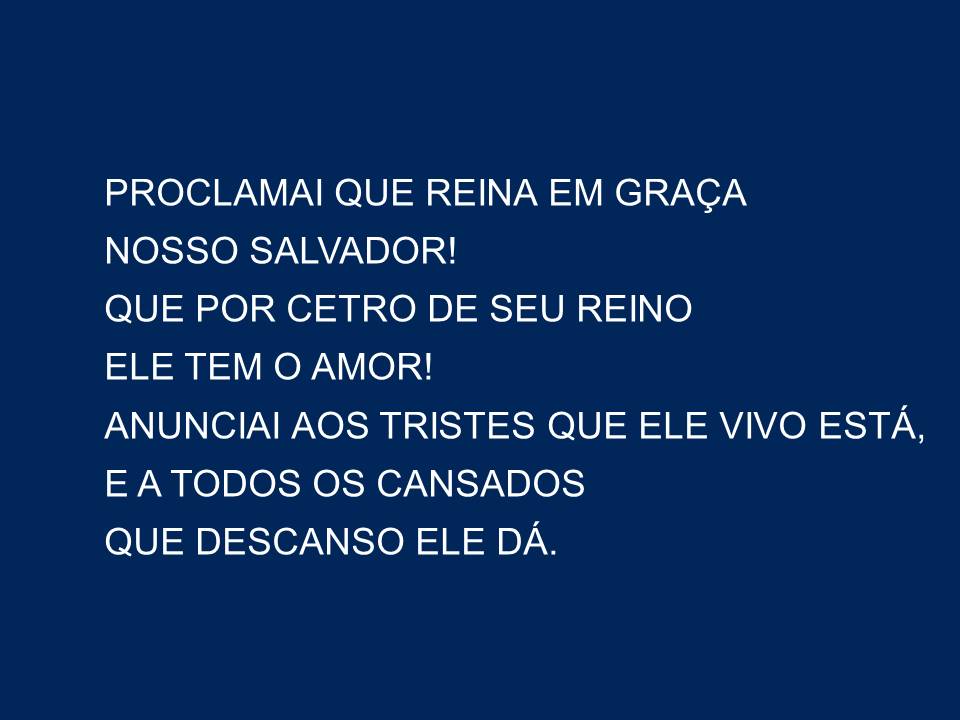 PROCLAMAI QUE REINA EM GRAÇA
NOSSO SALVADOR!
QUE POR CETRO DE SEU REINO
ELE TEM O AMOR!
ANUNCIAI AOS TRISTES QUE ELE VIVO ESTÁ,
E A TODOS OS CANSADOS
QUE DESCANSO ELE DÁ.